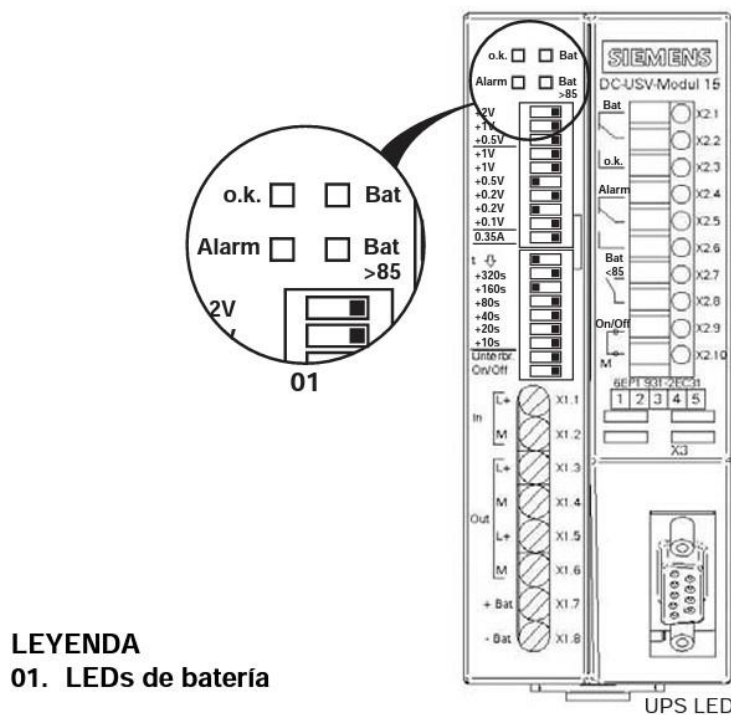 o.k. Bat
Alarm Bat
>85
+2V
+1V
+0.5V
+1V
+1V
+0.5V
+0.2V
+0.2V
+0.1V
0.35A
t
+320s
+160s
+80s
+40s
+20s
+10s
Unterbr.
On/Off
In
L+ X1.1
M X1.2
Out
L+ X1.3
M X1.4
L+ X1.5
M X1.6
+ Bat X1.7
- Bat X1.8
SIEMENS
DC-USV-Modul 15
Bat
X2.1
X2.2
o.k.
X2.3
Alarm
X2.4
X2.5
X2.6
Bat
<85
X2.7
X2.8
On/Off
X2.9
M
X2.10
6EP1 931-2EC31
1 2 3 4 5
X3
o.k. Bat
Alarm Bat
>85
2V
01
LEYENDA
01. LEDs de batería
UPS LED